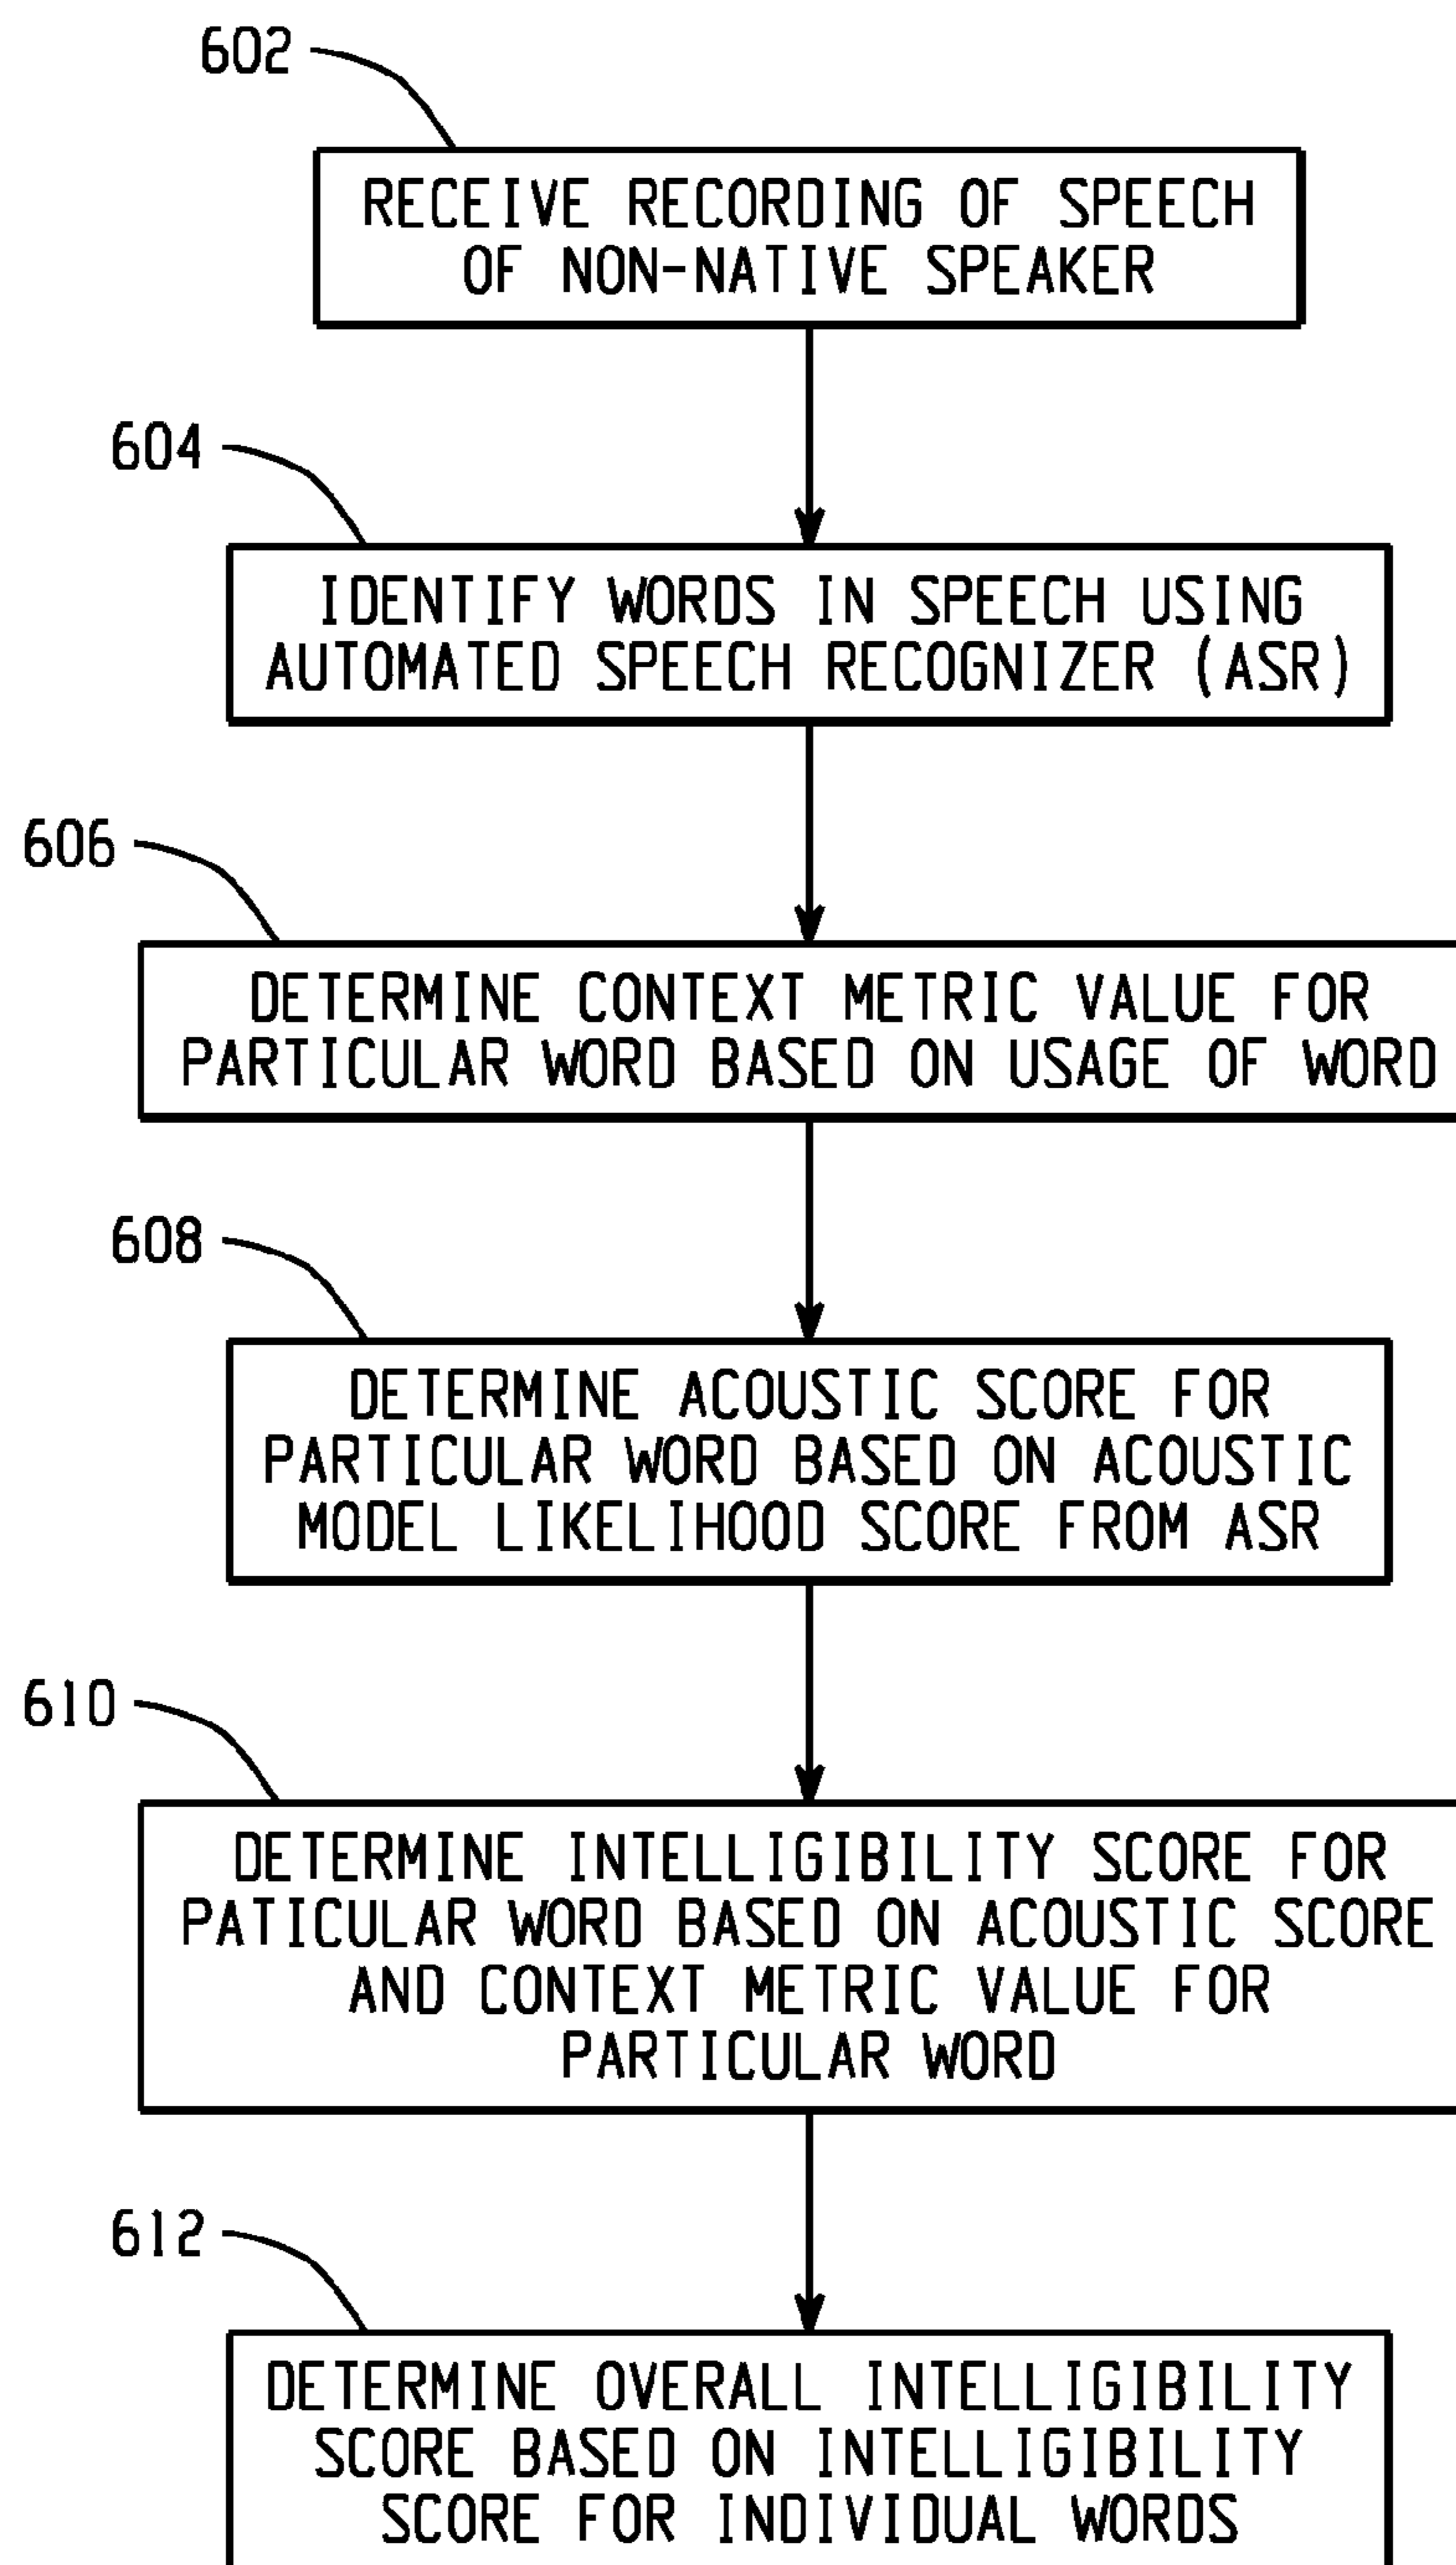 602
RECEIVE RECORDING OF SPEECH
OF NON-NATIVE SPEAKER
604
IDENTIFY WORDS IN SPEECH USING
AUTOMATED SPEECH RECOGNIZER (ASR)
606
DETERMINE CONTEXT METRIC VALUE FOR
PARTICULAR WORD BASED ON USAGE OF WORD
608
DETERMINE ACOUSTIC SCORE FOR
PARTICULAR WORD BASED ON ACOUSTIC
MODEL LIKELIHOOD SCORE FROM ASR
610
DETERMINE INTELLIGIBILITY SCORE FOR
PATICULAR WORD BASED ON ACOUSTIC SCORE
AND CONTEXT METRIC VALUE FOR
PARTICULAR WORD
612
DETERMINE OVERALL INTELLIGIBILITY
SCORE BASED ON INTELLIGIBILITY
SCORE FOR INDIVIDUAL WORDS